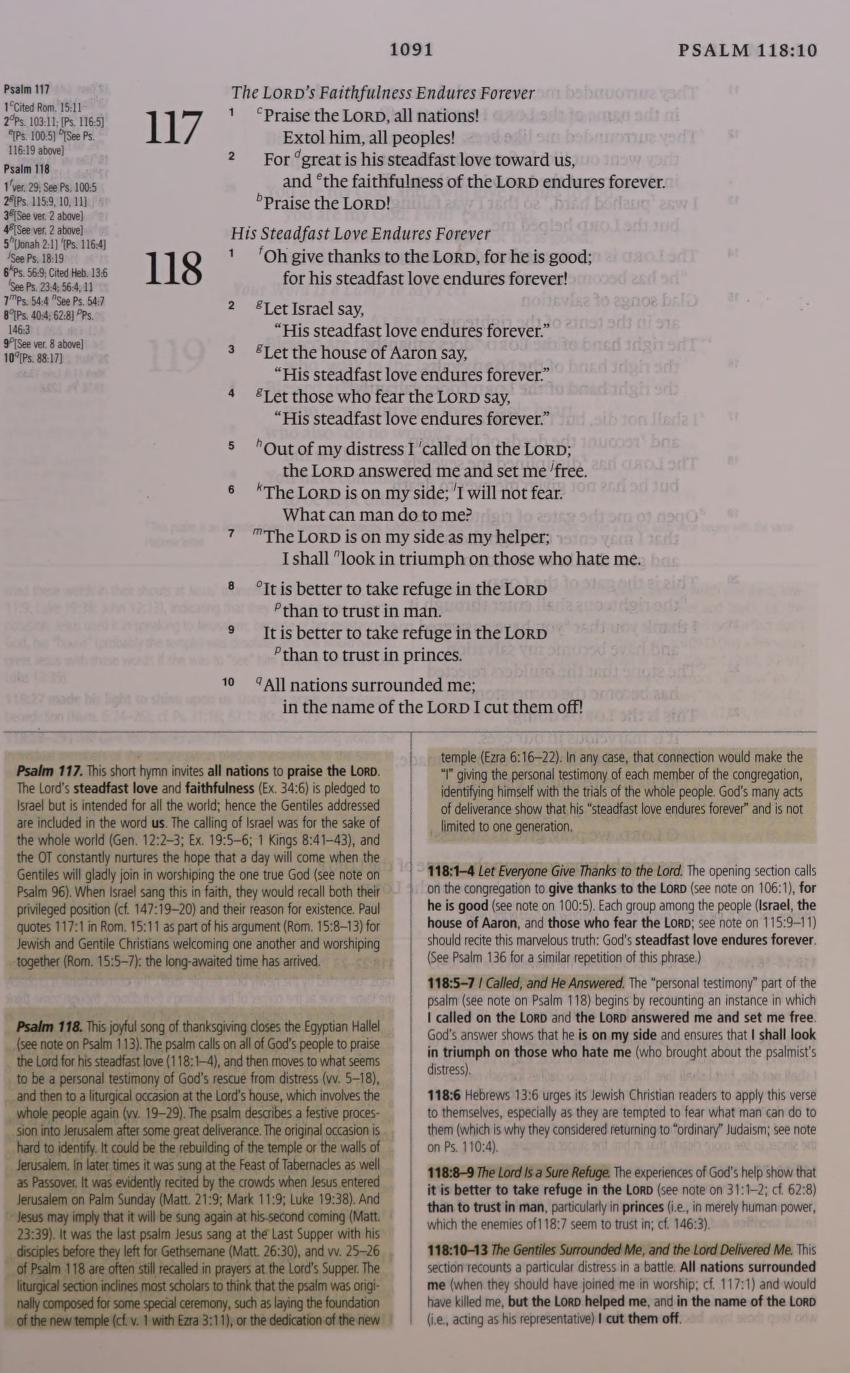 1091
PSALM 118:10
Psalm 117
1 c Cited Rom. 15:11
2 d Ps. 103:11; [Ps. 116:5]
e [Ps. 100:5] b [See Ps.
116:19 above]
Psalm 118
1 f ver. 29; See Ps. 100:5
2 g [Ps. 115:9, 10, 11]
3 g [See ver. 2 above]
4 g [See ver. 2 above]
5 h [Jonah 2:1] i [Ps. 116:4]
j See Ps. 18:19
6 k Ps. 56:9; Cited Heb. 13:6
l See Ps. 23:4; 56:4, 11
7 m Ps. 54:4 n See Ps. 54:7
8 o [Ps. 40:4; 62:8] p Ps.
146:3
9 p [See ver. 8 above]
10 q [Ps. 88:17]
The LORD’S Faithfulness Endures Forever
117 1 c Praise the LORD, all nations!
Extol him, all peoples!
2 For d great is his steadfast love toward us,
and e the faithfulness of the LORD endures forever.
b Praise the LORD!
His Steadfast Love Endures Forever
118 1 f Oh give thanks to the LORD, for he is good;
for his steadfast love endures forever!
2 g Let Israel say,
“His steadfast love endures forever.”
3 g Let the house of Aaron say,
“His steadfast love endures forever.”
4 g Let those who fear the LORD say,
“His steadfast love endures forever.”
5 h Out of my distress I i called on the LORD;
the LORD answered me and set me j free.
6 k The LORD is on my side; l I will not fear.
What can man do to me?
7 m The LORD is on my side as my helper;
I shall n look in triumph on those who hate me.
8 o It is better to take refuge in the LORD
p than to trust in man.
9 It is better to take refuge in the LORD
p than to trust in princes.
10 q All nations surrounded me;
in the name of the LORD I cut them off!
Psalm 117. This short hymn invites all nations to praise the LORD.
The Lord’s steadfast love and faithfulness (Ex. 34:6) is pledged to
Israel but is intended for all the world; hence the Gentiles addressed
are included in the word us. The calling of Israel was for the sake of
the whole world (Gen. 12:2–3; Ex. 19:5–6; 1 Kings 8:41–43), and
the OT constantly nurtures the hope that a day will come when the
Gentiles will gladly join in worshiping the one true God (see note on
Psalm 96). When Israel sang this in faith, they would recall both their
privileged position (cf. 147:19–20) and their reason for existence. Paul
quotes 117:1 in Rom. 15:11 as part of his argument (Rom. 15:8–13) for
Jewish and Gentile Christians welcoming one another and worshiping
together (Rom. 15:5–7): the long-awaited time has arrived.
Psalm 118. This joyful song of thanksgiving closes the Egyptian Hallel
(see note on Psalm 113). The psalm calls on all of God’s people to praise
the Lord for his steadfast love (118:1–4), and then moves to what seems
to be a personal testimony of God’s rescue from distress (vv. 5–18),
and then to a liturgical occasion at the Lord’s house, which involves the
whole people again (vv. 19–29). The psalm describes a festive proces-
sion into Jerusalem after some great deliverance. The original occasion is
hard to identify. It could be the rebuilding of the temple or the walls of
Jerusalem. In later times it was sung at the Feast of Tabernacles as well
as Passover. It was evidently recited by the crowds when Jesus entered
Jerusalem on Palm Sunday (Matt. 21:9; Mark 11:9; Luke 19:38). And
Jesus may imply that it will be sung again at his second coming (Matt.
23:39). It was the last psalm Jesus sang at the Last Supper with his
disciples before they left for Gethsemane (Matt. 26:30), and vv. 25–26
of Psalm 118 are often still recalled in prayers at the Lord’s Supper. The
liturgical section inclines most scholars to think that the psalm was origi-
nally composed for some special ceremony, such as laying the foundation
of the new temple (cf. v. 1 with Ezra 3:11), or the dedication of the new
temple (Ezra 6:16–22). In any case, that connection would make the
“I” giving the personal testimony of each member of the congregation,
identifying himself with the trials of the whole people. God’s many acts
of deliverance show that his “steadfast love endures forever” and is not
limited to one generation.
118:1–4 Let Everyone Give Thanks to the Lord. The opening section calls
on the congregation to give thanks to the LORD (see note on 106:1), for
he is good (see note on 100:5). Each group among the people (Israel, the
house of Aaron, and those who fear the LORD; see note on 115:9–11)
should recite this marvelous truth: God’s steadfast love endures forever.
(See Psalm 136 for a similar repetition of this phrase.)
118:5–7 I Called, and He Answered. The “personal testimony” part of the
psalm (see note on Psalm 118) begins by recounting an instance in which
I called on the LORD and the LORD answered me and set me free.
God’s answer shows that he is on my side and ensures that I shall look
in triumph on those who hate me (who brought about the psalmist’s
distress).
118:6 Hebrews 13:6 urges its Jewish Christian readers to apply this verse
to themselves, especially as they are tempted to fear what man can do to
them (which is why they considered returning to “ordinary” Judaism; see note
on Ps. 110:4).
118:8–9 The Lord Is a Sure Refuge. The experiences of God’s help show that
it is better to take refuge in the LORD (see note on 31:1–2; cf. 62:8)
than to trust in man, particularly in princes (i.e., in merely human power,
which the enemies of118:7 seem to trust in; cf. 146:3).
118:10–13 The Gentiles Surrounded Me, and the Lord Delivered Me. This
section recounts a particular distress in a battle. All nations surrounded
me (when they should have joined me in worship; cf. 117:1) and would
have killed me, but the LORD helped me, and in the name of the LORD
(i.e., acting as his representative) I cut them off.